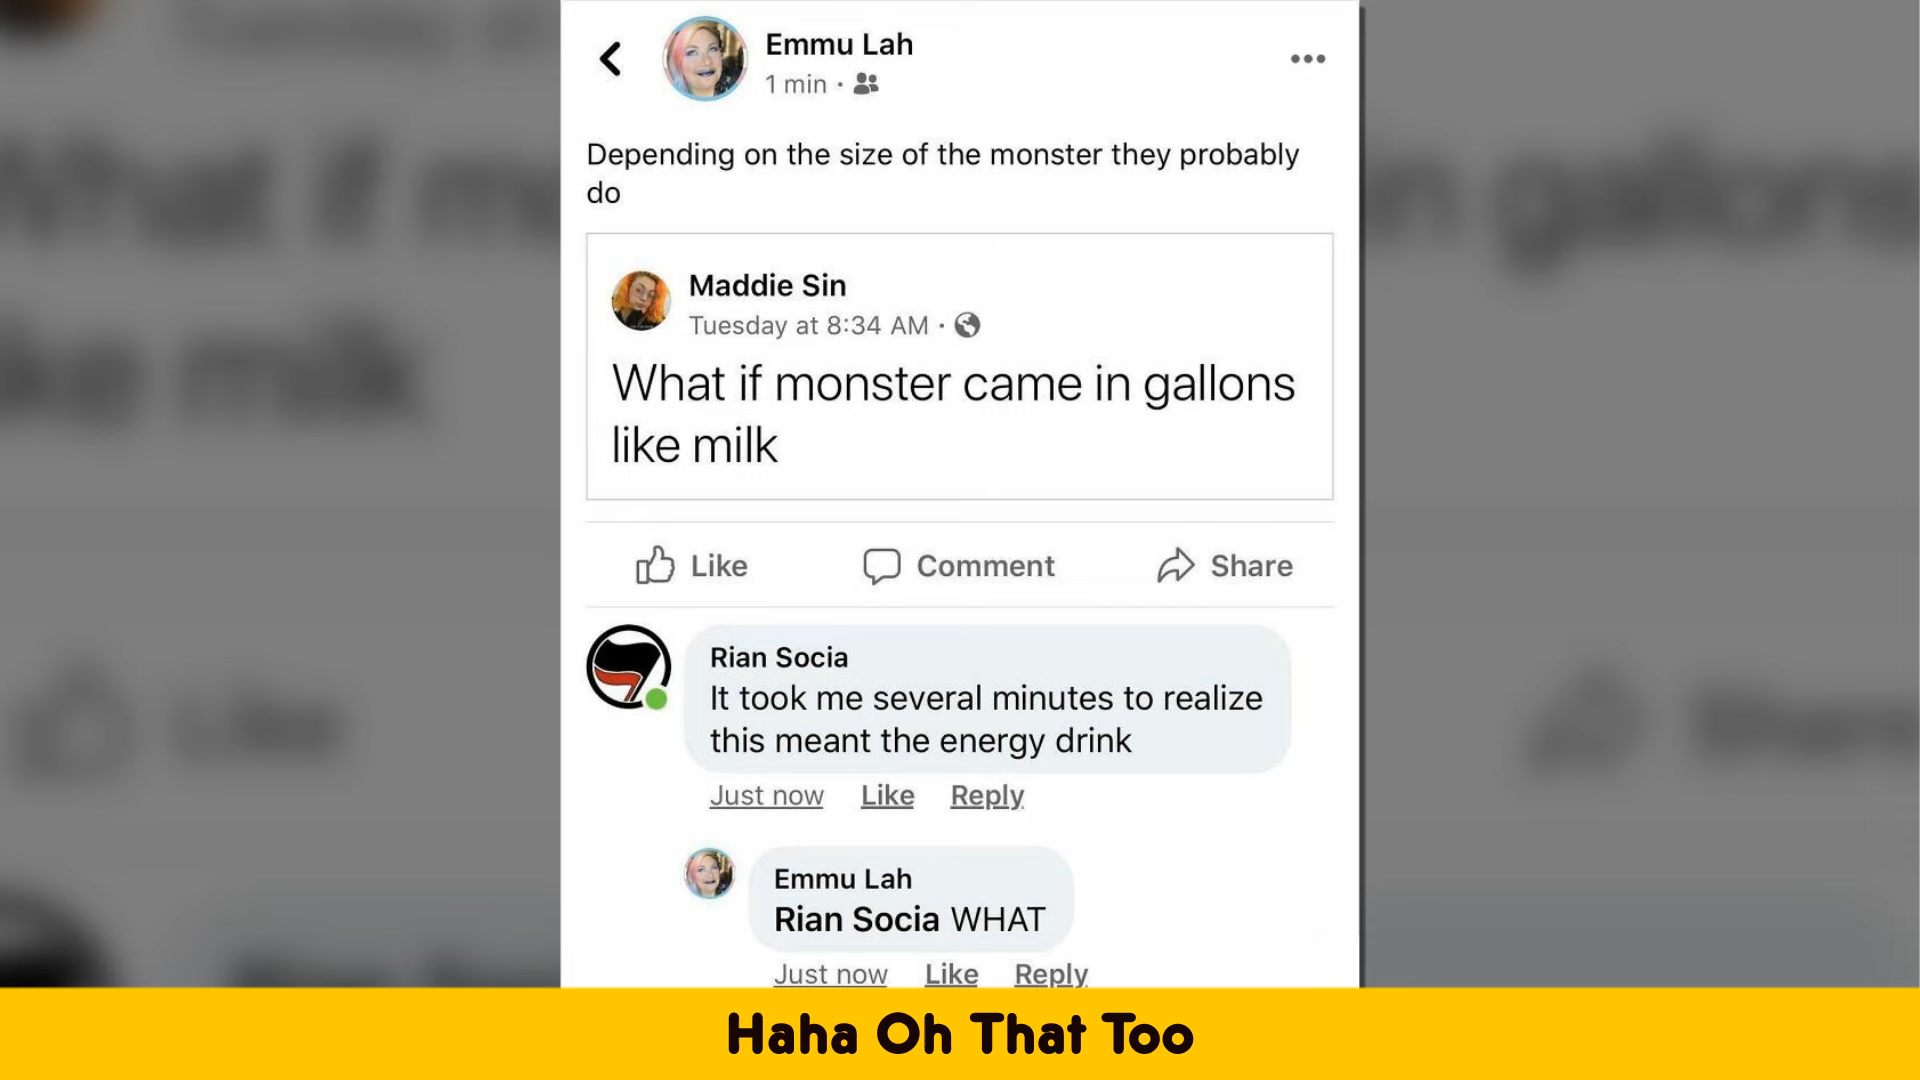 Emmu Lah
1 min ·
Depending on the size of the monster they probably
do
Maddie Sin
Tuesday at 8:34 AM ·
What if monster came in gallons
like milk
Like Comment Share
Rian Socia
It took me several minutes to realize
this meant the energy drink
Just now Like Reply
Emmu Lah
Rian Socia WHAT
Just now Like Reply
Haha Oh That Too